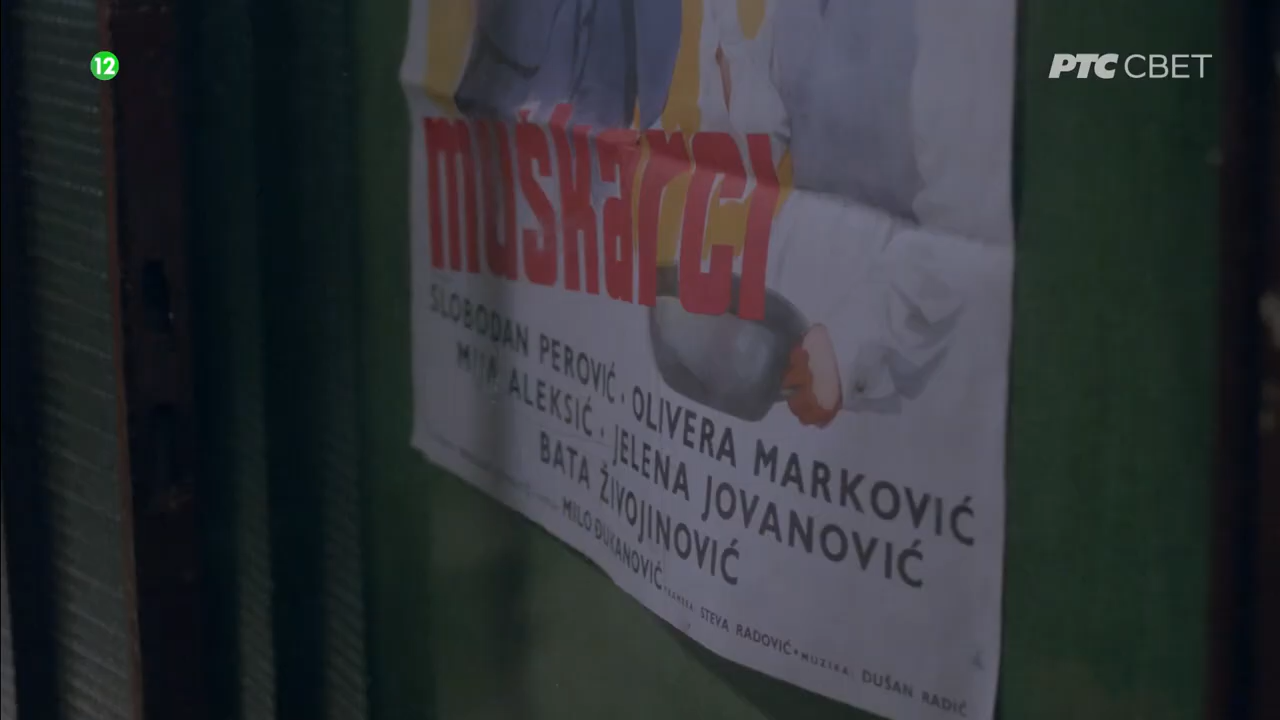 12
РТС СВЕТ
muškarci
SLOBODAN PEROVIĆ · OLIVERA MARKOVIĆ
MIJA ALEKSIĆ · JELENA JOVANOVIĆ
BATA ŽIVOJINOVIĆ
MILO ĐUKANOVIĆ
STEVA RADOVIĆ • MUZIKA: DUŠAN RADIĆ